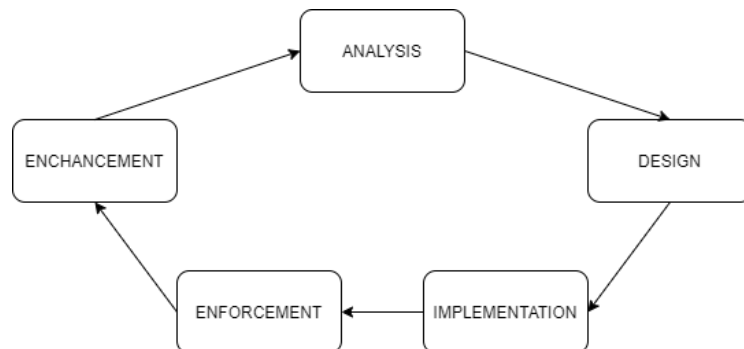 ANALYSIS
ENCHANCEMENT
DESIGN
ENFORCEMENT
IMPLEMENTATION